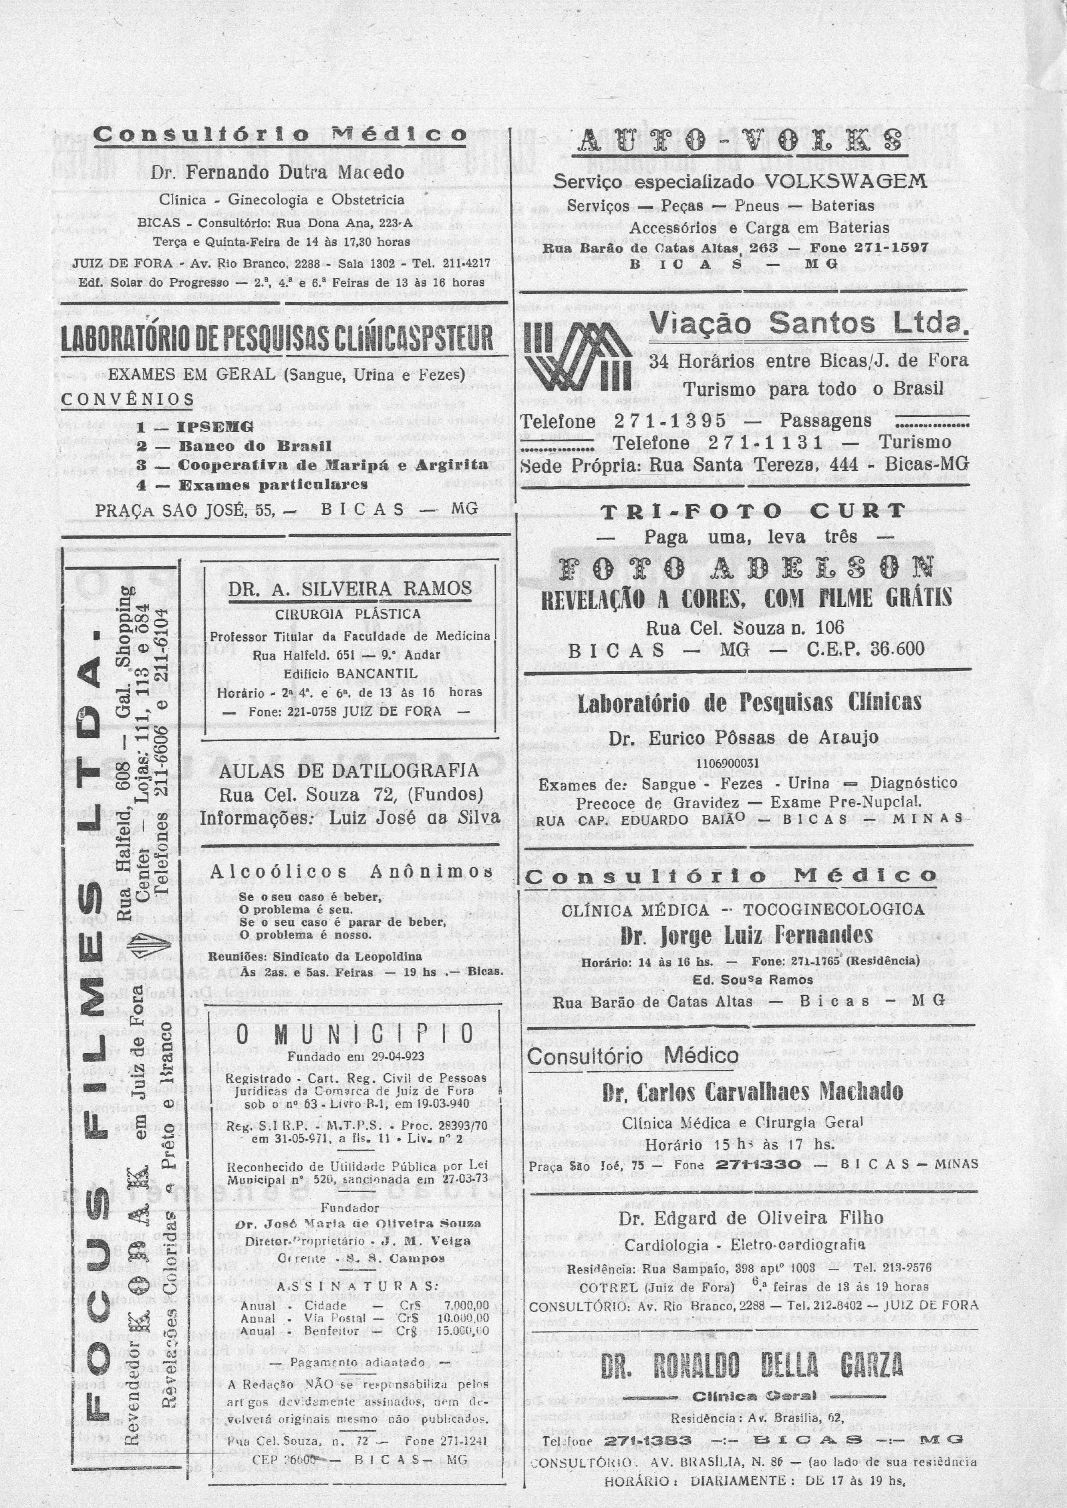 Consultório Médico
Dr. Fernando Dutra Macedo
Clínica - Ginecologia e Obstetrícia
BICAS - Consultório: Rua Dona Ana, 223-A
Terça e Quinta-Feira de 14 às 17,30 horas
JUIZ DE FORA - Av. Rio Branco, 2288 - Sala 1302 - Tel. 211-4217
Edf. Solar do Progresso — 2.ª, 4.ª e 6.ª Feiras de 13 às 16 horas
LABORATÓRIO DE PESQUISAS CLÍNICASPSTEUR
EXAMES EM GERAL (Sangue, Urina e Fezes)
CONVÊNIOS
1 — IPSEMG
2 — Banco do Brasil
3 — Cooperativa de Maripá e Argirita
4 — Exames particulares
PRAÇA SAO JOSÉ, 55, — BICAS — MG
FOCUS FILMES LTDA.
Rua Halfeld, 608 — Gal. Shopping
Center — Lojas: 111, 113 e 684
Telefones 211-6606 e 211-6104
Revendedor KODAK em Juiz de Fora
Revelações Coloridas e Prêto e Branco
DR. A. SILVEIRA RAMOS
CIRURGIA PLÁSTICA
Professor Titular da Faculdade de Medicina
Rua Halfeld. 651 — 9.º Andar
Edifício BANCANTIL
Horário - 2ª 4ª. e 6ª. de 13 às 16 horas
— Fone: 221-0758 JUIZ DE FORA —
AULAS DE DATILOGRAFIA
Rua Cel. Souza 72, (Fundos)
Informações: Luiz José da Silva
Alcoólicos Anônimos
Se o seu caso é beber,
O problema é seu.
Se o seu caso é parar de beber,
O problema é nosso.
Reuniões: Sindicato da Leopoldina
Às 2as. e 5as. Feiras — 19 hs .— Bicas.
O MUNICIPIO
Fundado em 29-04-923
Registrado - Cart. Reg. Civil de Pessoas
Jurídicas da Comarca de Juiz de Fora
sob o nº 63 - Livro B-1, em 19-03-940
Reg. S.I R.P. - M.T.P.S. - Proc. 28393/70
em 31-05-971, a fls. 11 - Liv. nº 2
Reconhecido de Utilidade Pública por Lei
Municipal nº 520, sancionada em 27-03-73
Fundador
Dr. José Maria de Oliveira Souza
Diretor-Proprietário - J. M. Veiga
Gerente - S. S. Campos
ASSINATURAS:
Anual - Cidade — Cr$ 7.000,00
Anual - Via Postal — Cr$ 10.000,00
Anual - Benfeitor — Cr$ 15.000,00
— Pagamento adiantado —
A Redação NÃO se responsabiliza pelos
artigos devidamente assinados, nem de-
volverá originais mesmo não publicados.
Rua Cel. Souza, n. 72 — Fone 271-1241
CEP 36600 — BICAS — MG
AUTO-VOLKS
Serviço especializado VOLKSWAGEM
Serviços — Peças — Pneus — Baterias
Accessórios e Carga em Baterias
Rua Barão de Catas Altas, 263 — Fone 271-1597
BICAS — MG
Viação Santos Ltda.
34 Horários entre Bicas/J. de Fora
Turismo para todo o Brasil
Telefone 271-1395 — Passagens
Telefone 271-1131 — Turismo
Sede Própria: Rua Santa Tereza, 444 - Bicas-MG
TRI-FOTO CURT
— Paga uma, leva três —
FOTO ADELSON
REVELAÇÃO A CORES, COM FILME GRÁTIS
Rua Cel. Souza n. 106
BICAS — MG — C.E.P. 36.600
Laboratório de Pesquisas Clínicas
Dr. Eurico Pôssas de Araujo
1106900031
Exames de: Sangue - Fezes - Urina — Diagnóstico
Precoce de Gravidez — Exame Pre-Nupcial.
RUA CAP. EDUARDO BAIÃO — BICAS — MINAS
Consultório Médico
CLÍNICA MÉDICA -- TOCOGINECOLOGICA
Dr. Jorge Luiz Fernandes
Horário: 14 às 16 hs. — Fone: 271-1765 (Residência)
Ed. Sousa Ramos
Rua Barão de Catas Altas — Bicas — MG
Consultório Médico
Dr. Carlos Carvalhaes Machado
Clínica Médica e Cirurgia Geral
Horário 15 hs às 17 hs.
Praça São Joé, 75 — Fone 271-1330 — BICAS — MINAS
Dr. Edgard de Oliveira Filho
Cardiologia - Eletro-cardiografia
Residência: Rua Sampaio, 398 aptº 1003 — Tel. 213-9576
COTREL (Juiz de Fora) 6.ª feiras de 13 às 19 horas
CONSULTÓRIO: Av. Rio Branco, 2288 — Tel. 212-8402 — JUIZ DE FORA
DR. RONALDO DELLA GARZA
Clínica Geral
Residência: Av. Brasília, 62,
Telefone 271-1383 —:— BICAS —:— MG
CONSULTÓRIO. AV. BRASÍLIA, N. 86 — (ao lado de sua resiêdncia
HORÁRIO: DIARIAMENTE: DE 17 às 19 hs,